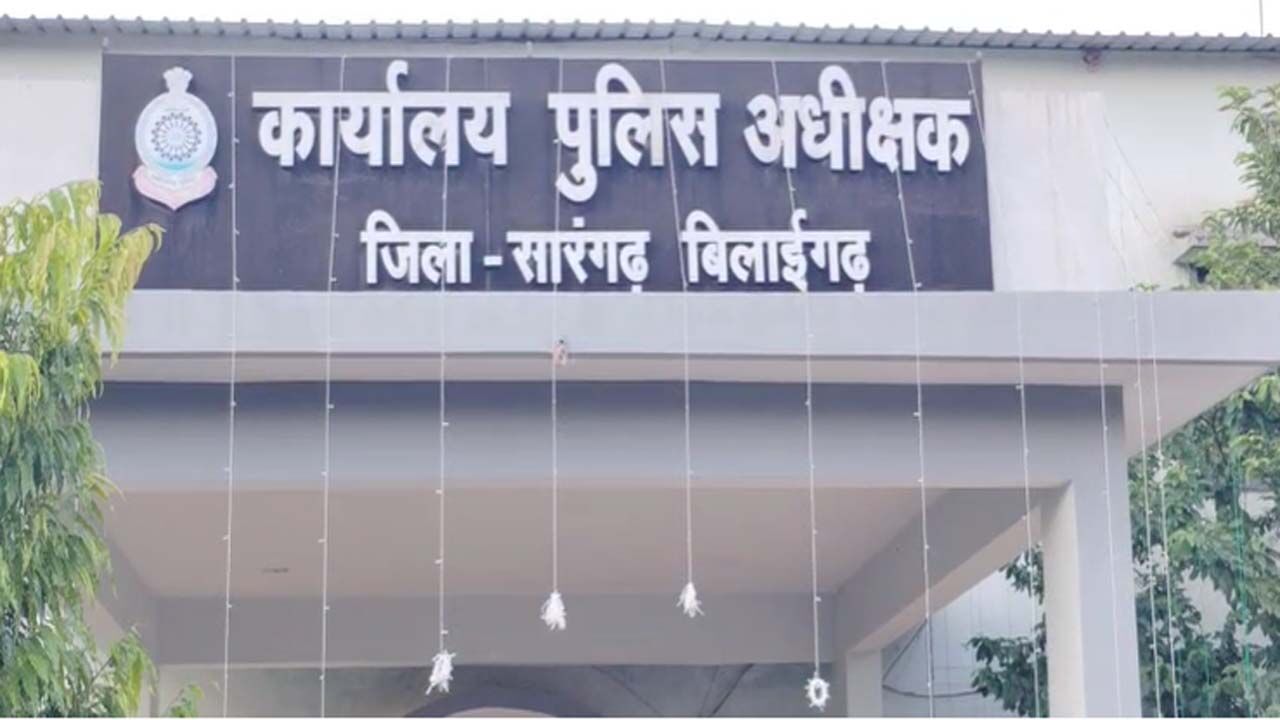 कार्यालय पुलिस अधीक्षक
जिला - सारंगढ़ बिलाईगढ़